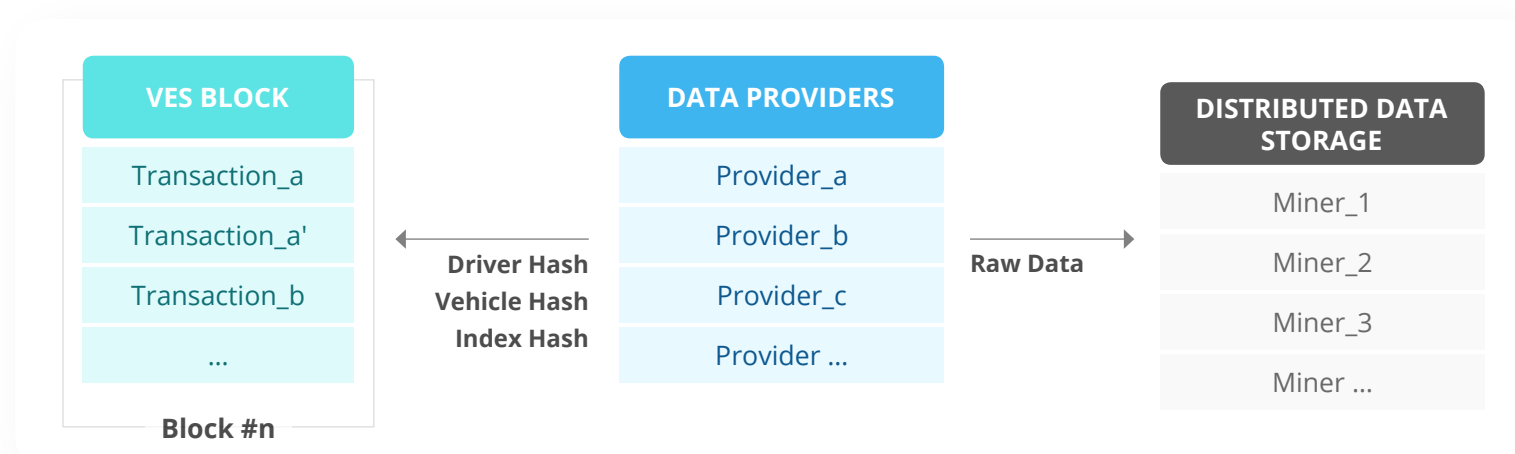 VES BLOCK
Transaction_a
Transaction_a'
Transaction_b
...
Block #n
Driver Hash
Vehicle Hash
Index Hash
DATA PROVIDERS
Provider_a
Provider_b
Provider_c
Provider ...
Raw Data
DISTRIBUTED DATA
STORAGE
Miner_1
Miner_2
Miner_3
Miner ...